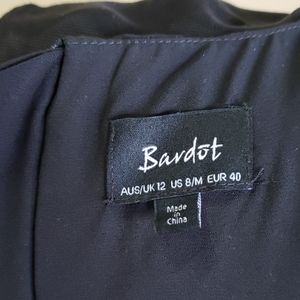 Bardot
AUS/UK 12 US 8/M EUR 40
Made
in
China